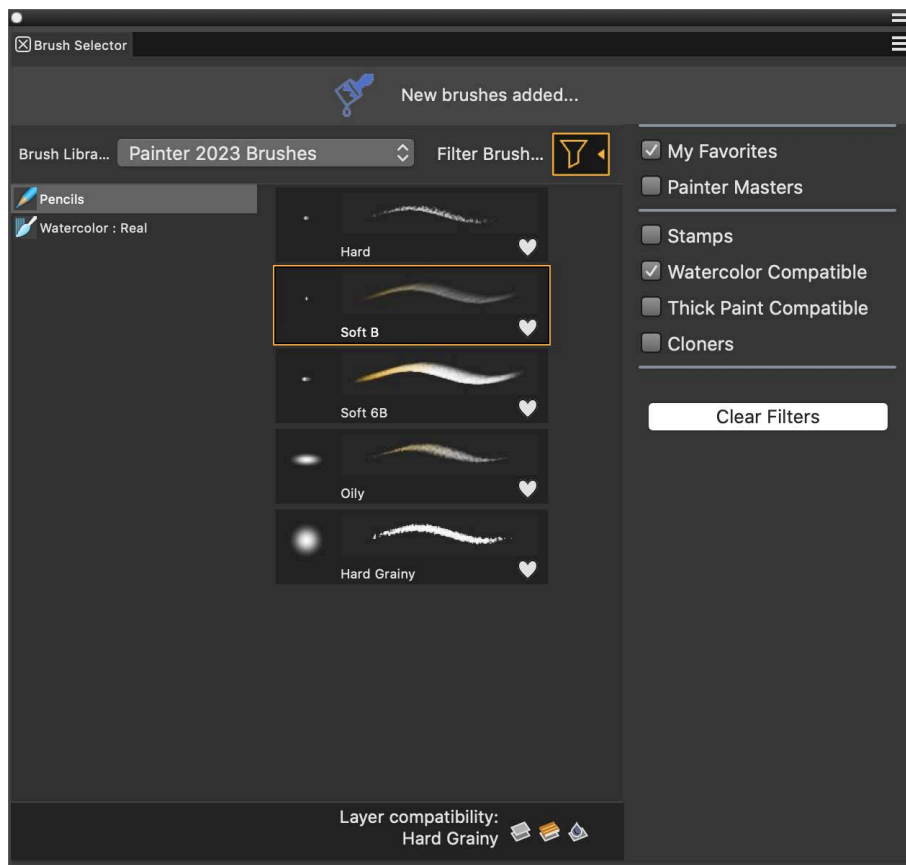 Brush Selector
New brushes added...
Brush Libra... Painter 2023 Brushes Filter Brush...
Pencils
Watercolor : Real
Hard
Soft B
Soft 6B
Oily
Hard Grainy
My Favorites
Painter Masters
Stamps
Watercolor Compatible
Thick Paint Compatible
Cloners
Clear Filters
Layer compatibility:
Hard Grainy